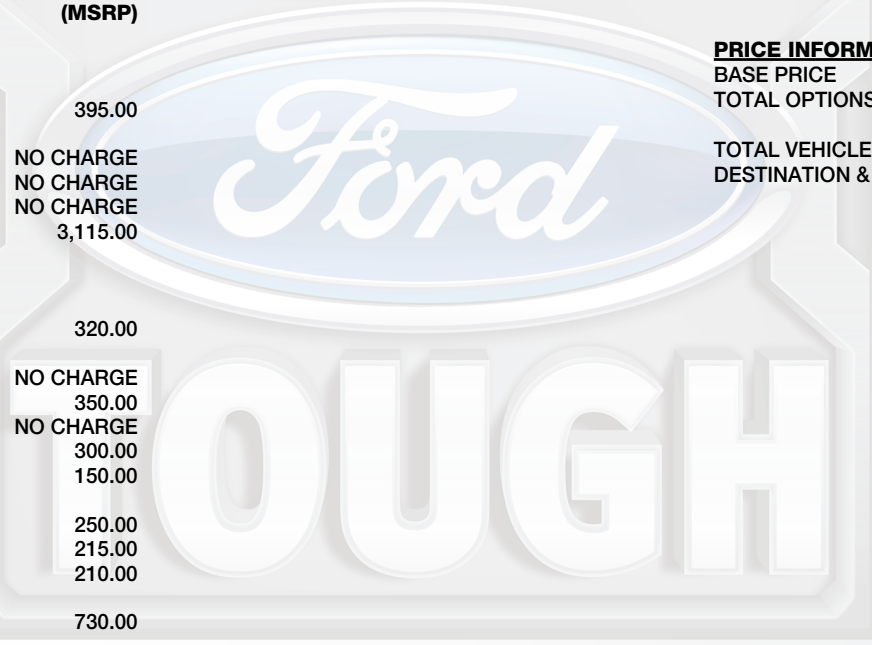 (MSRP)
395.00
NO CHARGE
NO CHARGE
NO CHARGE
3,115.00
320.00
NO CHARGE
350.00
NO CHARGE
300.00
150.00
250.00
215.00
210.00
730.00
PRICE INFORM
BASE PRICE
TOTAL OPTIONS
TOTAL VEHICLE
DESTINATION &
Ford
TOUGH